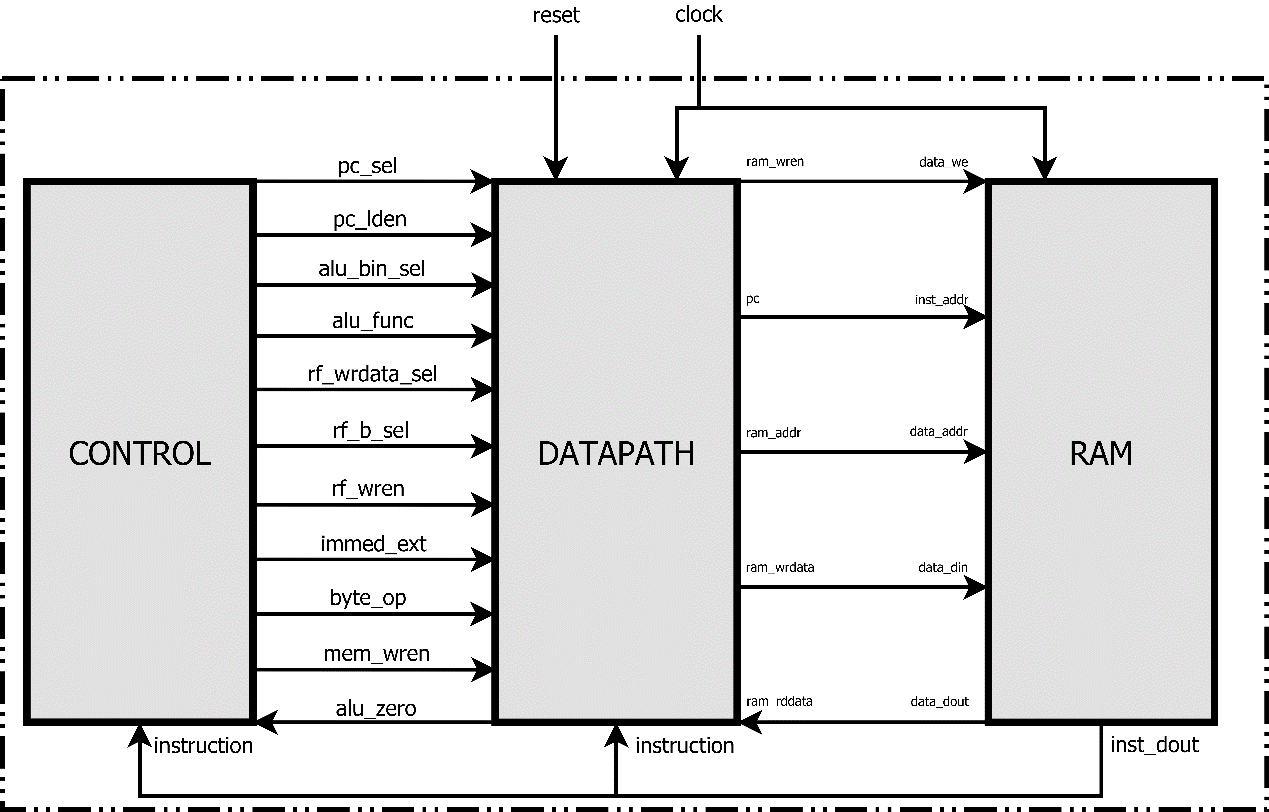 reset
clock
pc_sel
pc_lden
alu_bin_sel
alu_func
rf_wrdata_sel
rf_b_sel
rf_wren
immed_ext
byte_op
mem_wren
alu_zero
CONTROL
DATAPATH
RAM
ram_wren data_we
pc inst_addr
ram_addr data_addr
ram_wrdata data_din
ram_rddata data_dout
instruction
instruction
inst_dout